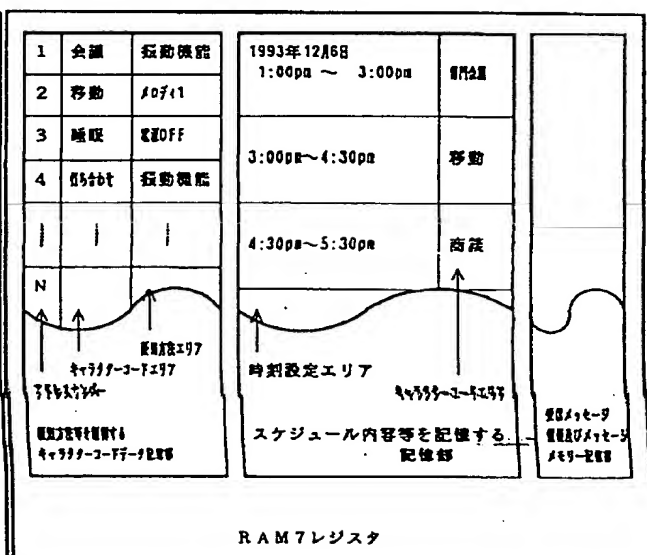 1 会議 振動機能
2 移動 メロディ1
3 睡眠 電源OFF
4 打ち合わせ 振動機能
N
アドレスナンバー
キャラクターコードエリア
報知方法エリア
報知方法等を制御する
キャラクターコードデータ記憶部
1993年12月6日
1:00pm ~ 3:00pm 部門会議
3:00pm~4:30pm 移動
4:30pm~5:30pm 商談
時刻設定エリア
キャラクターコードエリア
スケジュール内容等を記憶する
記憶部
受信メッセージ
情報及びメッセージ
メモリー記憶部
RAM7レジスタ